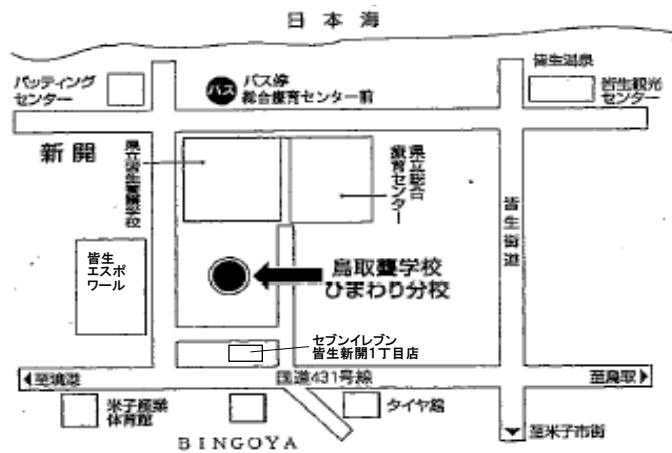 日本海
皆生温泉
バッティング
センター
バス
バス停
総合療育センター前
皆生観光
センター
新開
県立皆生養護学校
県立総合
療育センター
皆生街道
皆生
エスポ
ワール
鳥取聾学校
ひまわり分校
セブンイレブン
皆生新開1丁目店
至境港
国道431号線
至鳥取
米子産業
体育館
タイヤ館
至米子市街
BINGOYA